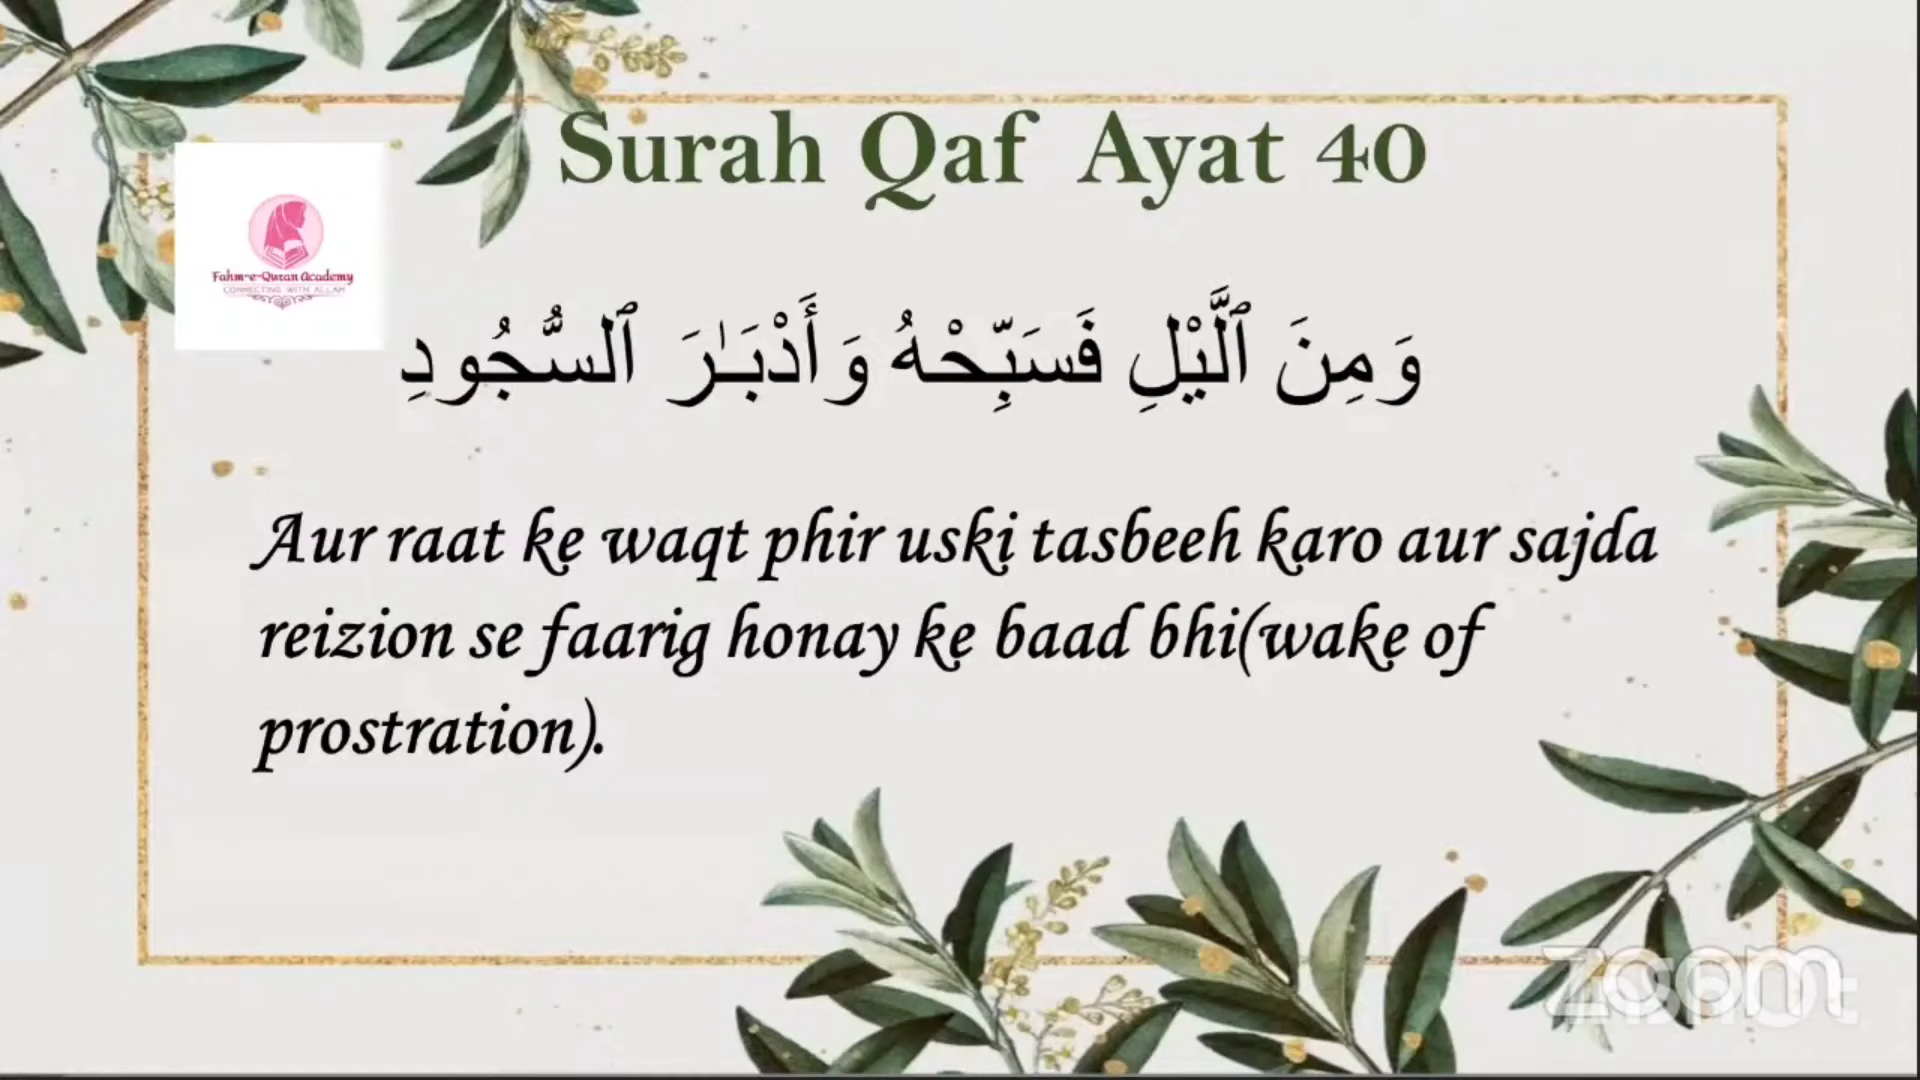 Surah Qaf Ayat 40
Fahm-e-Quran Academy
CONNECTING WITH ALLAH
وَمِنَ ٱلَّيْلِ فَسَبِّحْهُ وَأَدْبَـٰرَ ٱلسُّجُودِ
Aur raat ke waqt phir uski tasbeeh karo aur sajda
reizion se faarig honay ke baad bhi(wake of
prostration).
zoom